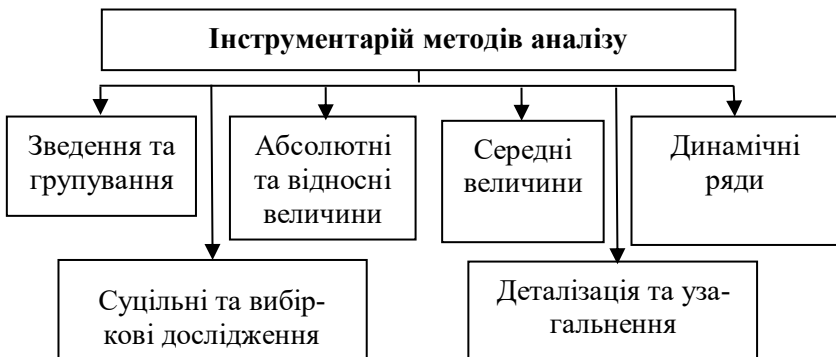 Інструментарій методів аналізу
Зведення та
групування
Абсолютні
та відносні
величини
Середні
величини
Динамічні
ряди
Суцільні та вибір-
кові дослідження
Деталізація та уза-
гальнення